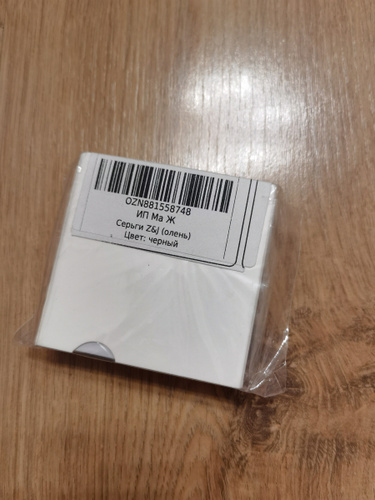 OZN881558748
ИП Ма Ж
Серьги Z&J (олень)
Цвет: черный